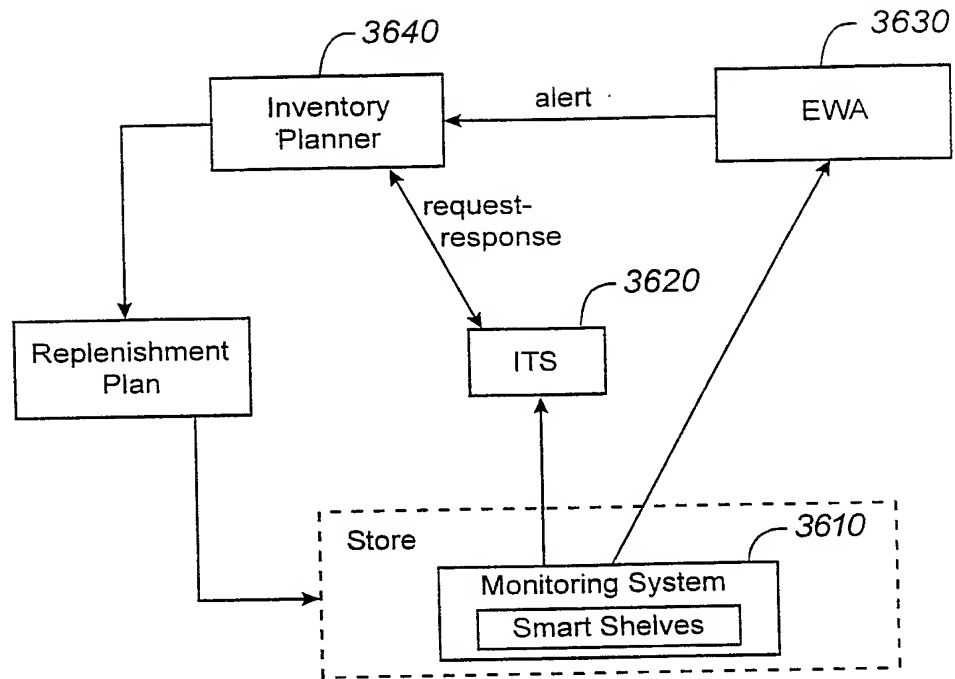 3640
3630
Inventory
Planner
alert
EWA
request-
response
3620
Replenishment
Plan
ITS
Store
3610
Monitoring System
Smart Shelves